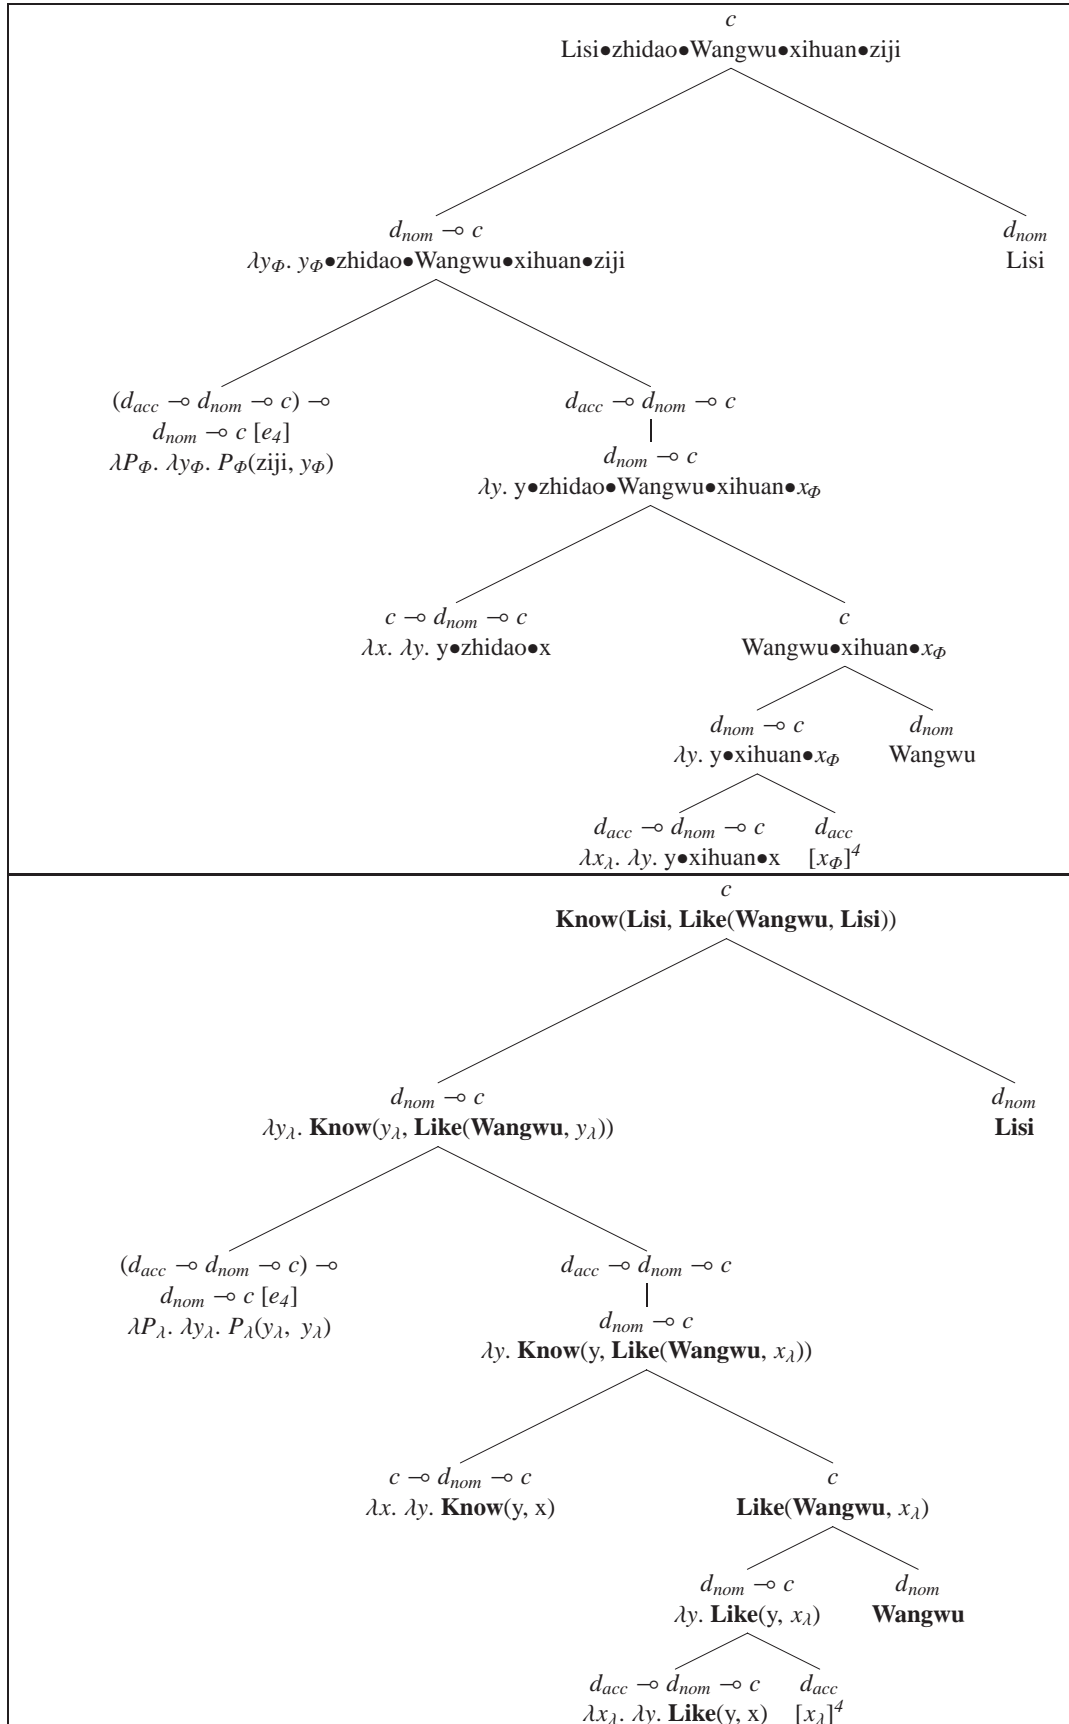 c
Lisi●zhidao●Wangwu●xihuan●ziji
d_nom ⊸ c
λy_Φ. y_Φ●zhidao●Wangwu●xihuan●ziji
d_nom
Lisi
(d_acc ⊸ d_nom ⊸ c) ⊸
d_nom ⊸ c [e_4]
λP_Φ. λy_Φ. P_Φ(ziji, y_Φ)
d_acc ⊸ d_nom ⊸ c
d_nom ⊸ c
λy. y●zhidao●Wangwu●xihuan●x_Φ
c ⊸ d_nom ⊸ c
λx. λy. y●zhidao●x
c
Wangwu●xihuan●x_Φ
d_nom ⊸ c
λy. y●xihuan●x_Φ
d_nom
Wangwu
d_acc ⊸ d_nom ⊸ c
λx_λ. λy. y●xihuan●x
d_acc
[x_Φ]^4
c
Know(Lisi, Like(Wangwu, Lisi))
d_nom ⊸ c
λy_λ. Know(y_λ, Like(Wangwu, y_λ))
d_nom
Lisi
(d_acc ⊸ d_nom ⊸ c) ⊸
d_nom ⊸ c [e_4]
λP_λ. λy_λ. P_λ(y_λ, y_λ)
d_acc ⊸ d_nom ⊸ c
d_nom ⊸ c
λy. Know(y, Like(Wangwu, x_λ))
c ⊸ d_nom ⊸ c
λx. λy. Know(y, x)
c
Like(Wangwu, x_λ)
d_nom ⊸ c
λy. Like(y, x_λ)
d_nom
Wangwu
d_acc ⊸ d_nom ⊸ c
λx_λ. λy. Like(y, x)
d_acc
[x_λ]^4